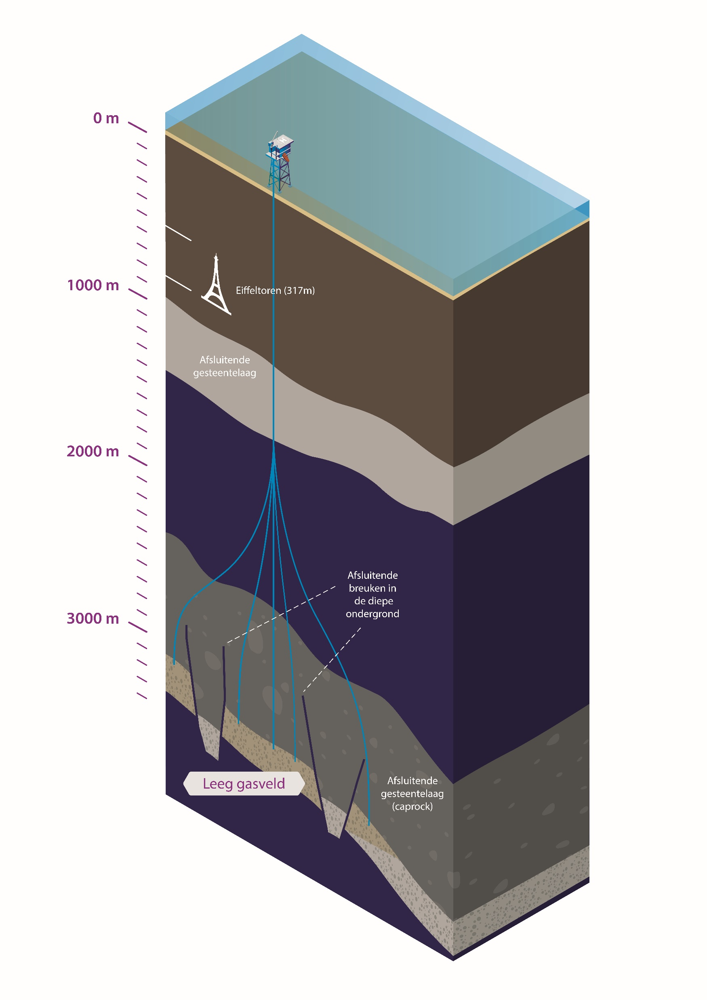 0 m
H
1000 m
Eiffeltoren (317m)
Afsluitende
gesteentelaag
2000 m
Afsluitende
breuken in
de diepe
ondergrond
3000 m
Leeg gasveld
Afsluitende
gesteentelaag
(caprock)